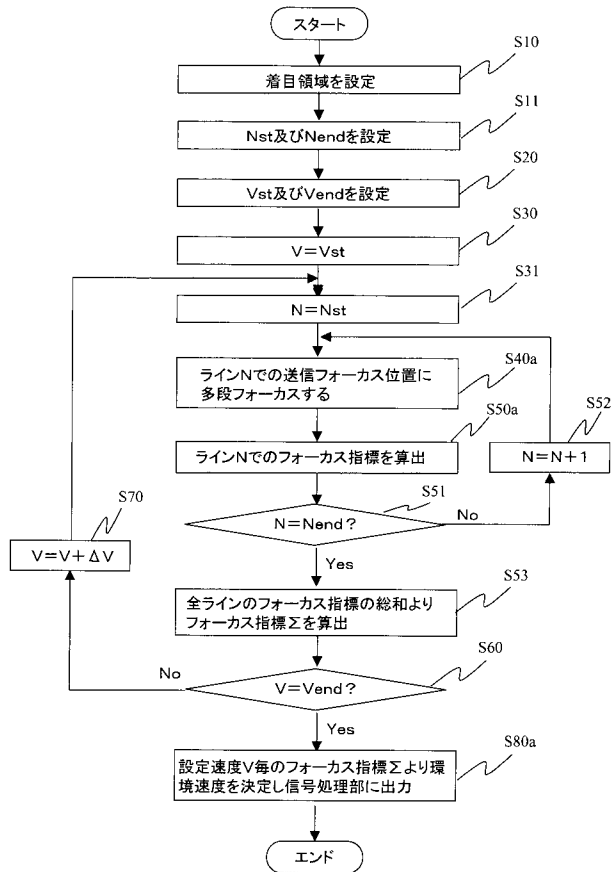 スタート
S10
着目領域を設定
S11
Nst及びNendを設定
S20
Vst及びVendを設定
S30
V=Vst
S31
N=Nst
S40a
ラインNでの送信フォーカス位置に
多段フォーカスする
S50a
S52
ラインNでのフォーカス指標を算出
N=N+1
S51
N=Nend?
No
S70
V=V+ΔV
Yes
S53
全ラインのフォーカス指標の総和より
フォーカス指標Σを算出
S60
No
V=Vend?
Yes
S80a
設定速度V毎のフォーカス指標Σより環
境速度を決定し信号処理部に出力
エンド